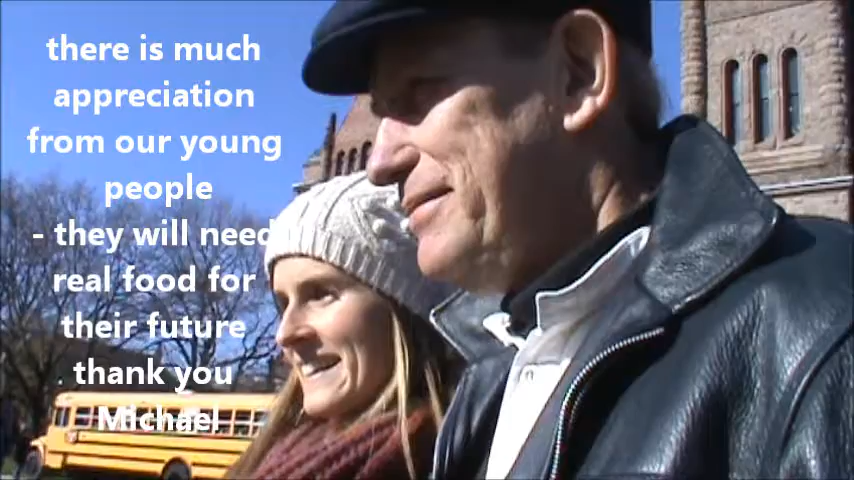 there is much
appreciation
from our young
people
- they will need
real food for
their future
. thank you
Michael